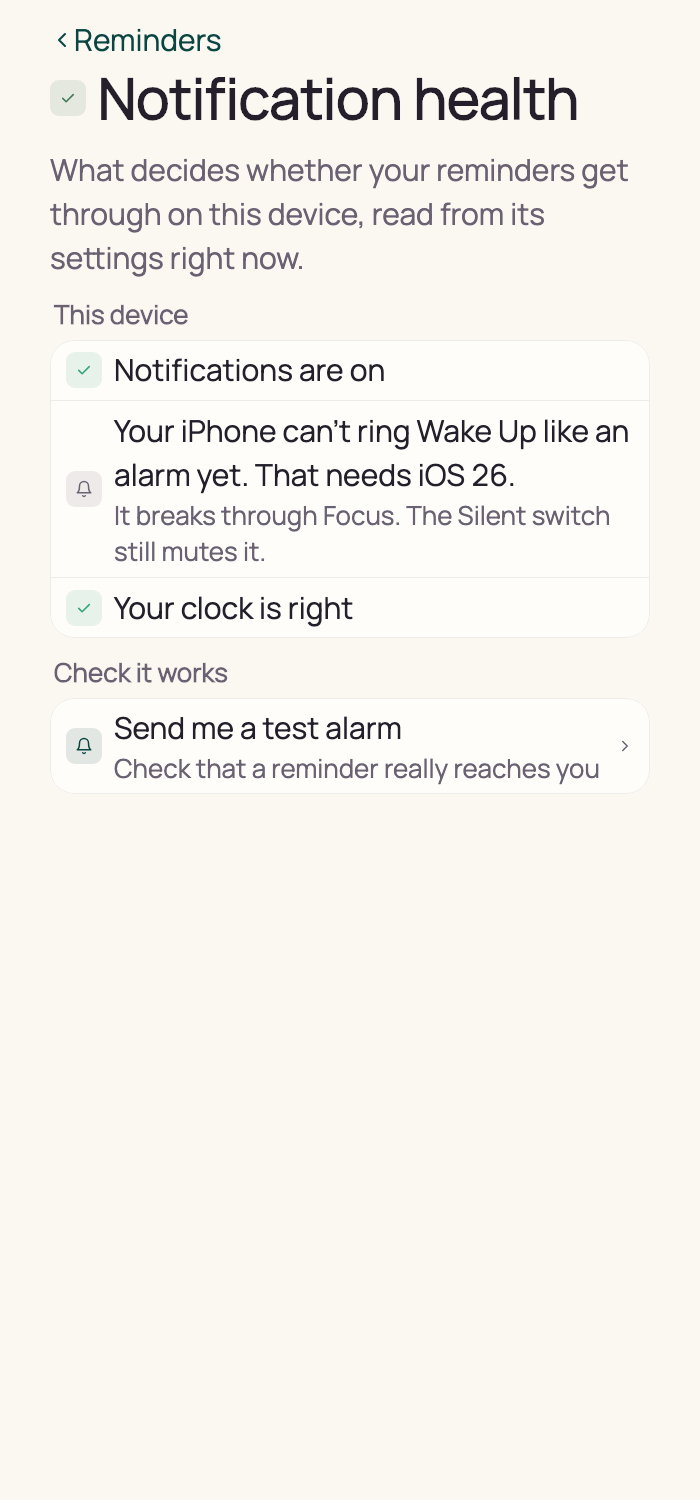 Reminders
Notification health
What decides whether your reminders get
through on this device, read from its
settings right now.
This device
Notifications are on
Your iPhone can’t ring Wake Up like an
alarm yet. That needs iOS 26.
It breaks through Focus. The Silent switch
still mutes it.
Your clock is right
Check it works
Send me a test alarm
Check that a reminder really reaches you